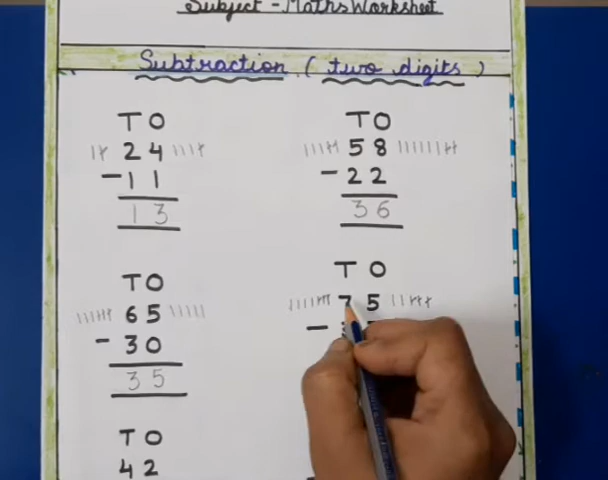 Subject - Maths Worksheet
Subtraction (two digits)
T O
24
- 11
13
T O
58
- 22
36
T O
65
- 30
35
T O
75
-
T O
42